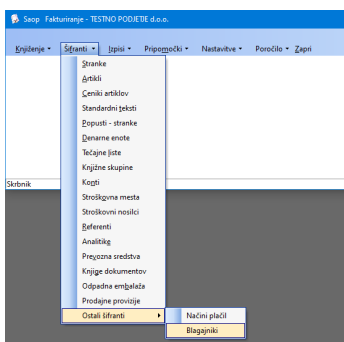 Saop Fakturiranje - TESTNO PODJETJE d.o.o.
Knjiženje Šifranti Izpisi Pripomočki Nastavitve Poročilo Zapri
Stranke
Artikli
Ceniki artiklov
Standardni teksti
Popusti - stranke
Denarne enote
Tečajne liste
Knjižne skupine
Konti
Skrbnik
Stroškovna mesta
Stroškovni nosilci
Referenti
Analitike
Prevozna sredstva
Knjige dokumentov
Odpadna embalaža
Prodajne provizije
Ostali šifranti
Načini plačil
Blagajniki